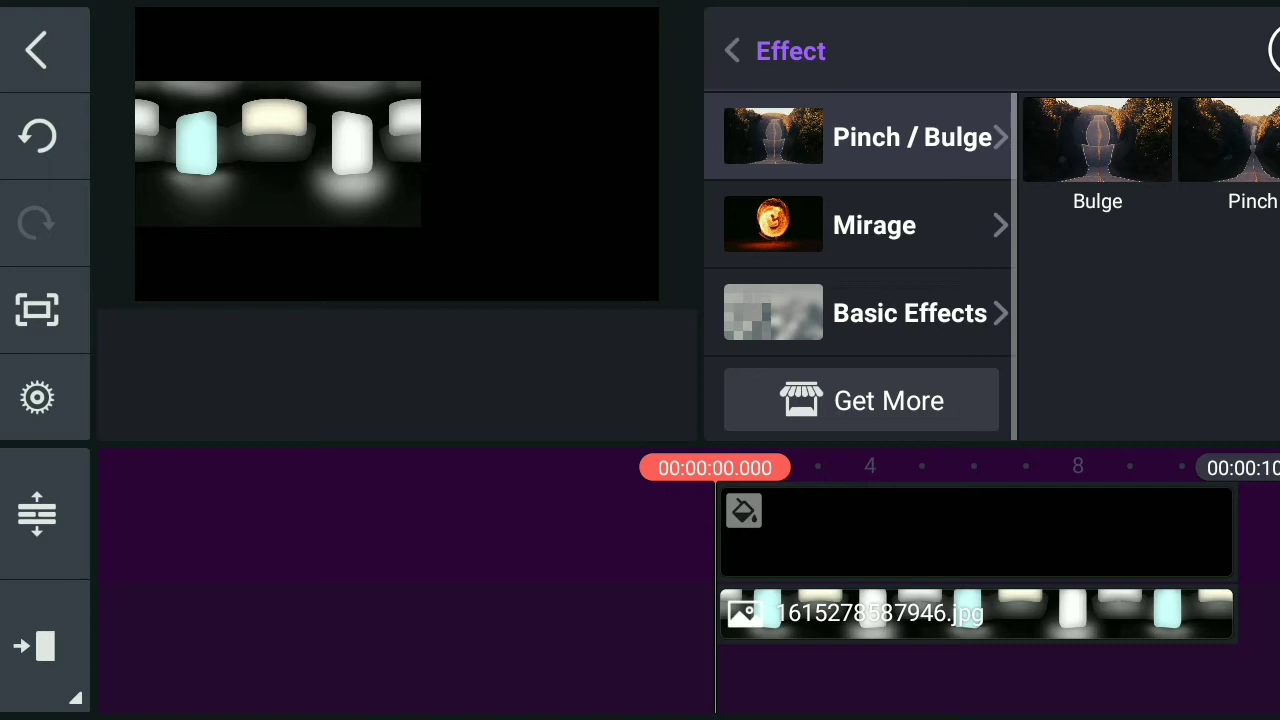 Effect
Pinch / Bulge
Mirage
Basic Effects
Get More
Bulge
Pinch
00:00:00.000
4
8
00:00:10
1615278587946.jpg